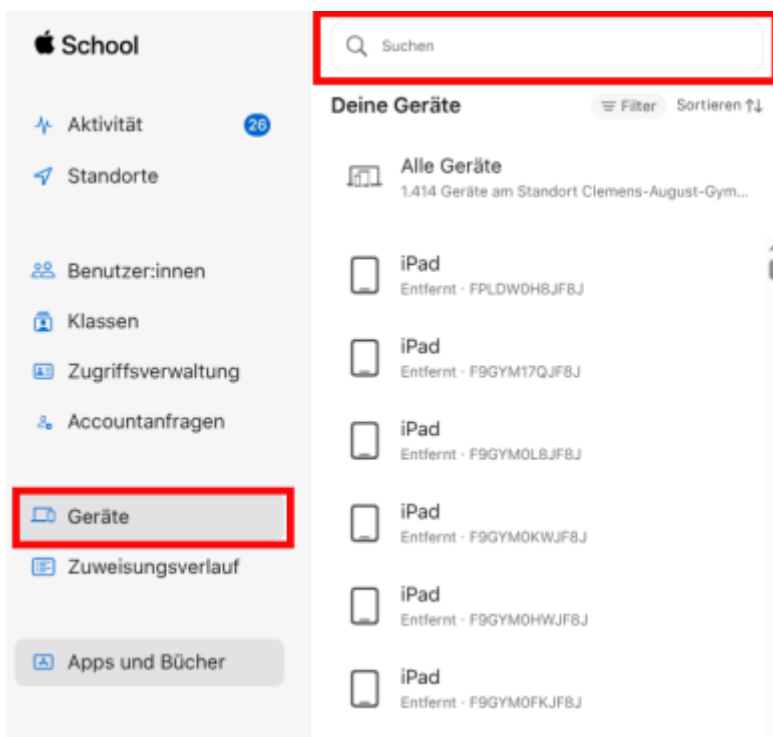 School
Aktivität
26
Standorte
Benutzer:innen
Klassen
Zugriffsverwaltung
Accountanfragen
Geräte
Zuweisungsverlauf
Apps und Bücher
Suchen
Deine Geräte
Filter
Sortieren
Alle Geräte
1.414 Geräte am Standort Clemens-August-Gym...
iPad
Entfernt · FPLDW0H8JF8J
iPad
Entfernt · F9GYM17QJF8J
iPad
Entfernt · F9GYM0L8JF8J
iPad
Entfernt · F9GYM0KWJF8J
iPad
Entfernt · F9GYM0HWJF8J
iPad
Entfernt · F9GYM0FKJF8J